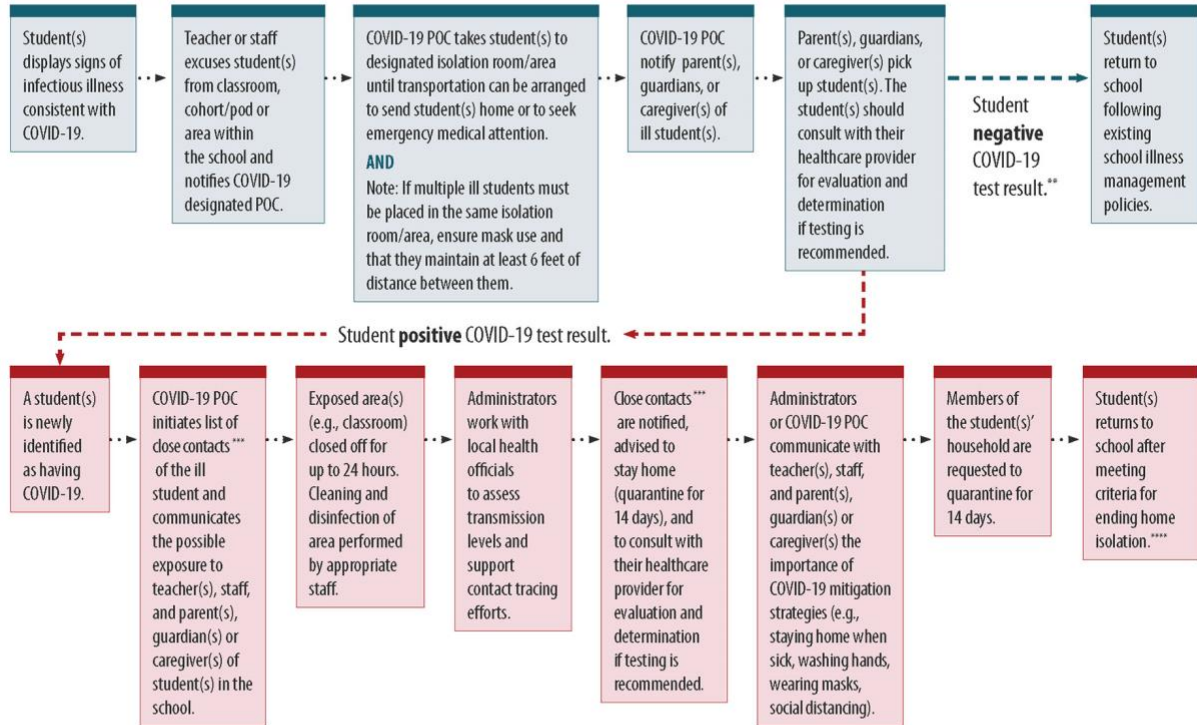 Student(s)
displays signs of
infectious illness
consistent with
COVID-19.
Teacher or staff
excuses student(s)
from classroom,
cohort/pod or
area within
the school and
notifies COVID-19
designated POC.
COVID-19 POC takes student(s) to
designated isolation room/area
until transportation can be arranged
to send student(s) home or to seek
emergency medical attention.
AND
Note: If multiple ill students must
be placed in the same isolation
room/area, ensure mask use and
that they maintain at least 6 feet of
distance between them.
COVID-19 POC
notify parent(s),
guardians, or
caregiver(s) of
ill student(s).
Parent(s), guardians,
or caregiver(s) pick
up student(s). The
student(s) should
consult with their
healthcare provider
for evaluation and
determination
if testing is
recommended.
Student
negative
COVID-19
test result.**
Student(s)
return to
school
following
existing
school illness
management
policies.
Student positive COVID-19 test result.
A student(s)
is newly
identified
as having
COVID-19.
COVID-19 POC
initiates list of
close contacts***
of the ill
student and
communicates
the possible
exposure to
teacher(s), staff,
and parent(s),
guardian(s) or
caregiver(s) of
student(s) in the
school.
Exposed area(s)
(e.g., classroom)
closed off for
up to 24 hours.
Cleaning and
disinfection of
area performed
by appropriate
staff.
Administrators
work with
local health
officials
to assess
transmission
levels and
support
contact tracing
efforts.
Close contacts***
are notified,
advised to
stay home
(quarantine for
14 days), and
to consult with
their healthcare
provider for
evaluation and
determination
if testing is
recommended.
Administrators
or COVID-19 POC
communicate with
teacher(s), staff,
and parent(s),
guardian(s) or
caregiver(s) the
importance of
COVID-19 mitigation
strategies (e.g.,
staying home when
sick, washing hands,
wearing masks,
social distancing).
Members of
the student(s)'
household are
requested to
quarantine for
14 days.
Student(s)
returns to
school after
meeting
criteria for
ending home
isolation.****